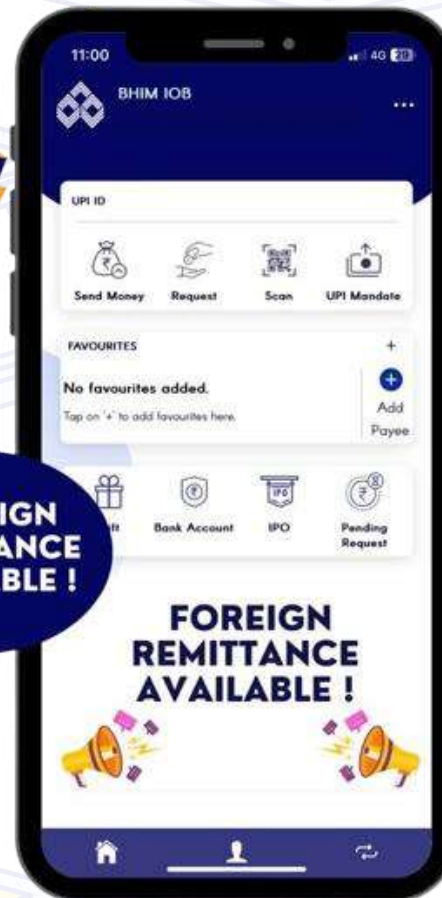 11:00
4G 29
BHIM IOB
UPI ID
Send Money Request Scan UPI Mandate
FAVOURITES +
No favourites added.
Tap on '+' to add favourites here.
Add
Payee
Bank Account IPO Pending
Request
IGN
ANCE
BLE !
FOREIGN
REMITTANCE
AVAILABLE !